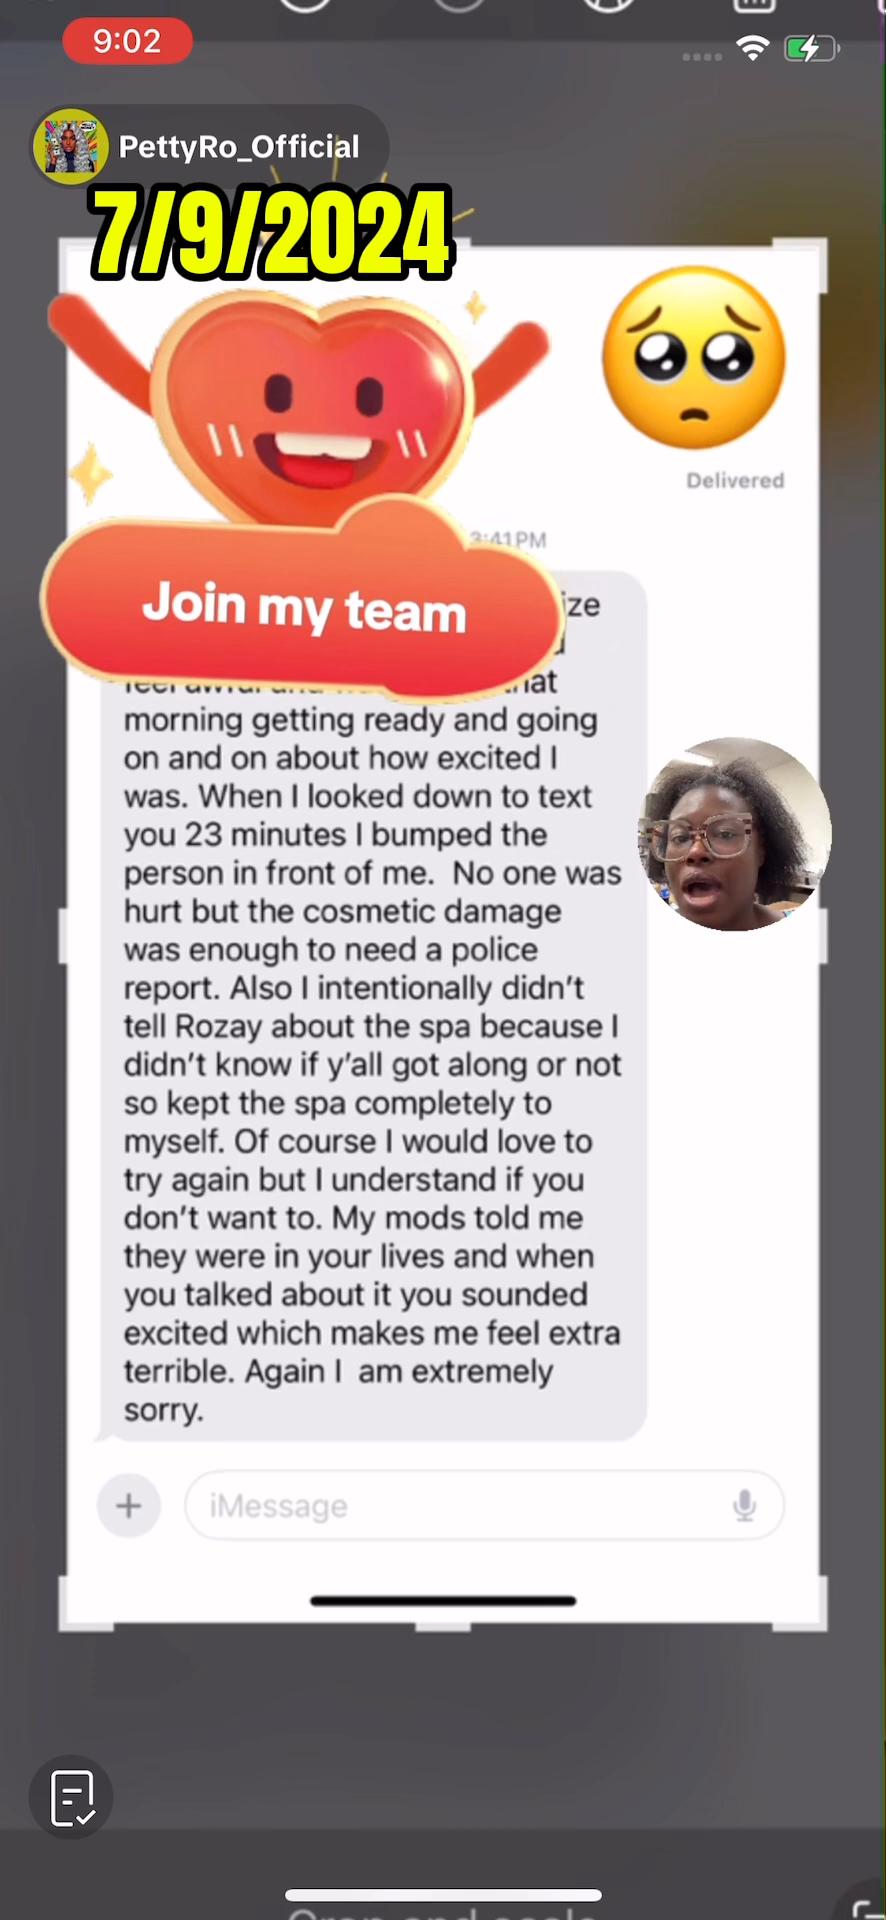 9:02
PettyRo_Official
7/9/2024
Delivered
3:41PM
Join my team
feel awful
morning getting ready and going
on and on about how excited I
was. When I looked down to text
you 23 minutes I bumped the
person in front of me.  No one was
hurt but the cosmetic damage
was enough to need a police
report. Also I intentionally didn't
tell Rozay about the spa because I
didn't know if y'all got along or not
so kept the spa completely to
myself. Of course I would love to
try again but I understand if you
don't want to. My mods told me
they were in your lives and when
you talked about it you sounded
excited which makes me feel extra
terrible. Again I  am extremely
sorry.
iMessage